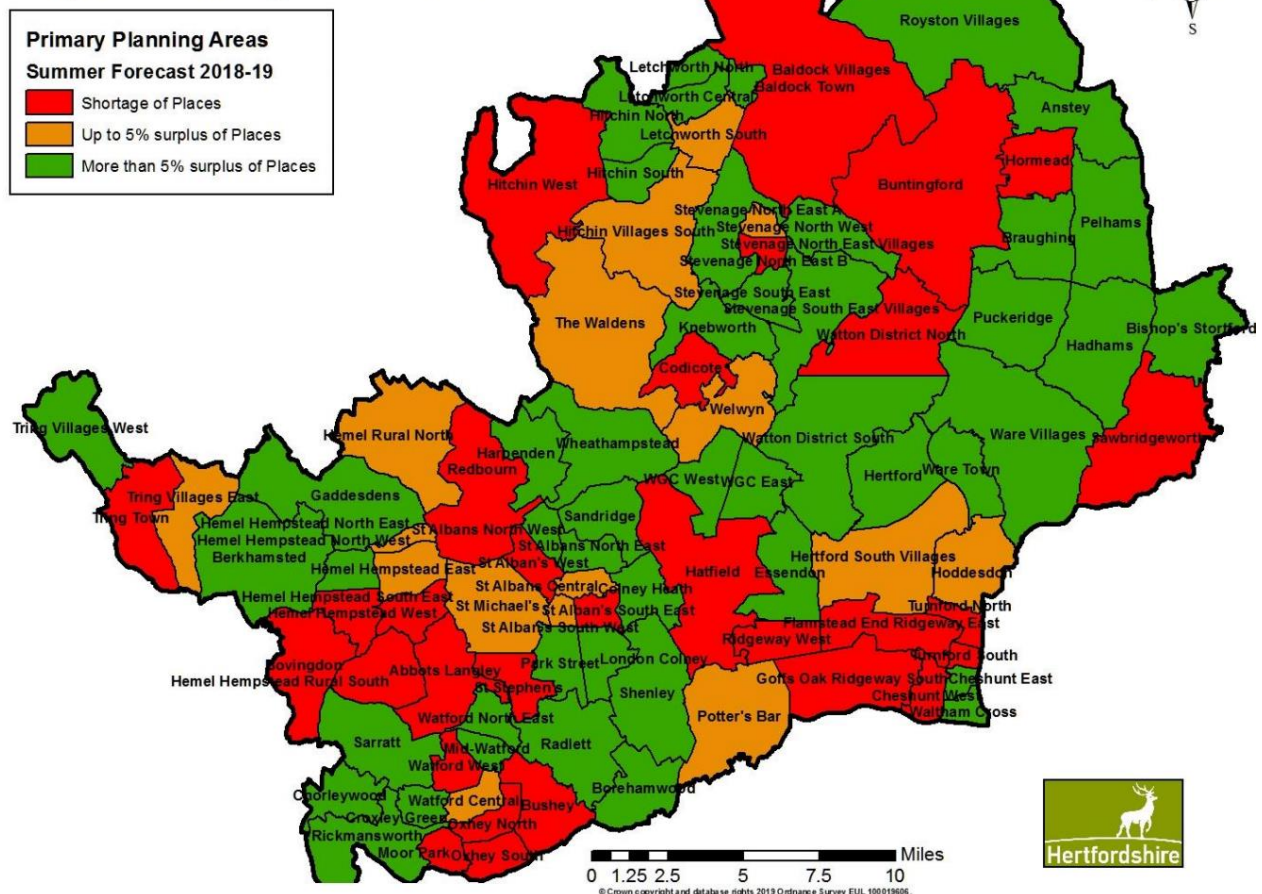 Primary Planning Areas
Summer Forecast 2018-19
Shortage of Places
Up to 5% surplus of Places
More than 5% surplus of Places
S
Royston Villages
Letchworth North
Baldock Villages
Baldock Town
Letchworth Central
Hitchin North
Anstey
Letchworth South
Hormead
Hitchin South
Hitchin West
Buntingford
Stevenage North East A
Pelhams
Stevenage North West
Hitchin Villages South
Braughing
Stevenage North East Villages
Stevenage North East B
Stevenage South East
Stevenage South East Villages
Puckeridge
The Waldens
Knebworth
Watton District North
Bishop's Stortford
Hadhams
Codicote
Welwyn
Tring Villages West
Hemel Rural North
Wheathampstead
Watton District South
Ware Villages
Sawbridgeworth
Harpenden
Redbourn
Hertford
Ware Town
WGC West
WGC East
Tring Villages East
Gaddesdens
Tring Town
Sandridge
Hemel Hempstead North East
St Albans North West
Hemel Hempstead North West
St Albans North East
Berkhamsted
Hertford South Villages
St Alban's West
Hemel Hempstead East
Hatfield
Essendon
Hoddesdon
St Albans Central
Colney Heath
Hemel Hempstead South East
St Michael's
St Alban's South East
Turnford North
Hemel Hempstead West
Flamstead End Ridgeway East
St Alban's South West
Ridgeway West
Turnford South
Bovingdon
Park Street
London Colney
Abbots Langley
Hemel Hempstead Rural South
Goffs Oak Ridgeway South
Cheshunt East
St Stephen's
Shenley
Cheshunt West
Potter's Bar
Waltham Cross
Watford North East
Sarratt
Mid-Watford
Radlett
Watford West
Borehamwood
Chorleywood
Watford Central
Bushey
Croxley Green
Oxhey North
Rickmansworth
Moor Park
Oxhey South
Miles
0 1.25 2.5 5 7.5 10
© Crown copyright and database rights 2019 Ordnance Survey EUL 100019606.
Hertfordshire